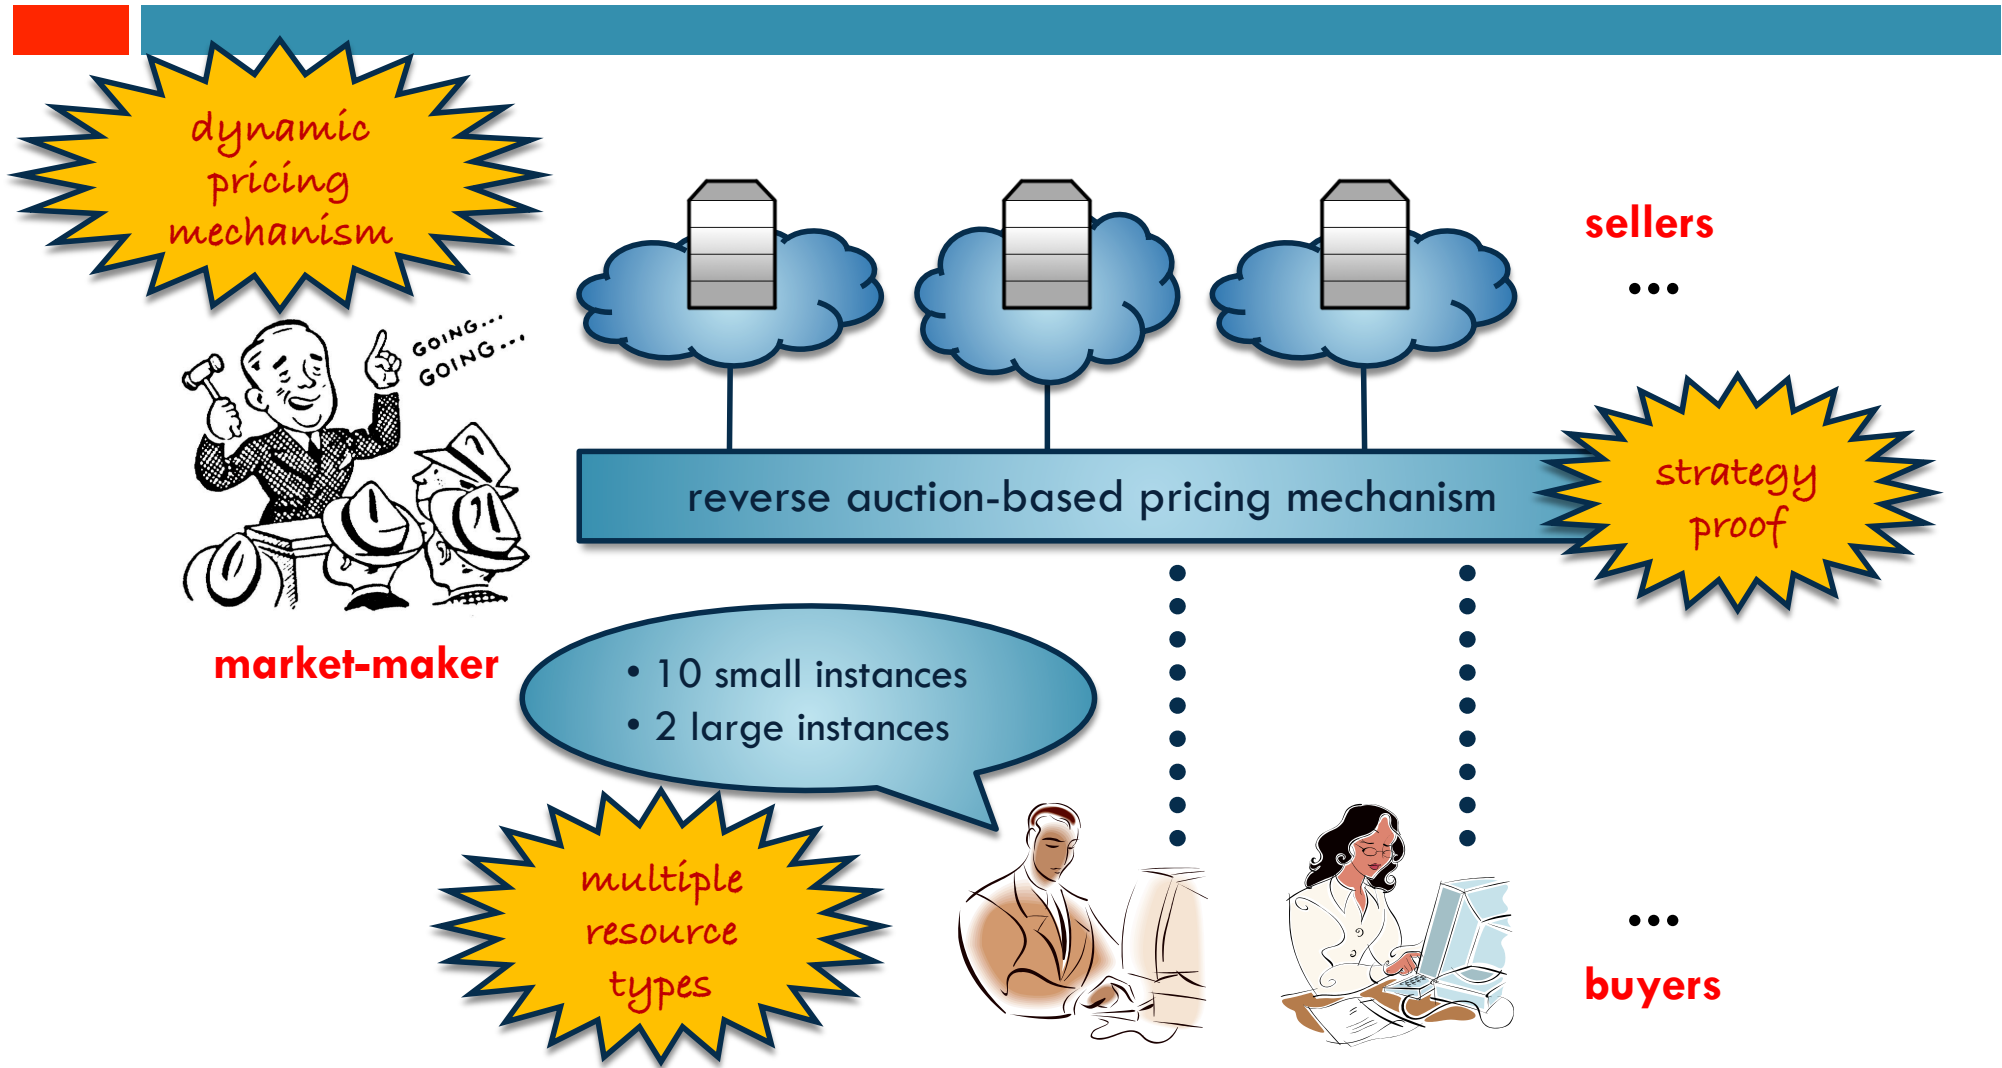 dynamic
pricing
mechanism
GOING...
GOING...
market-maker
sellers
...
reverse auction-based pricing mechanism
strategy
proof
• 10 small instances
• 2 large instances
multiple
resource
types
...
buyers